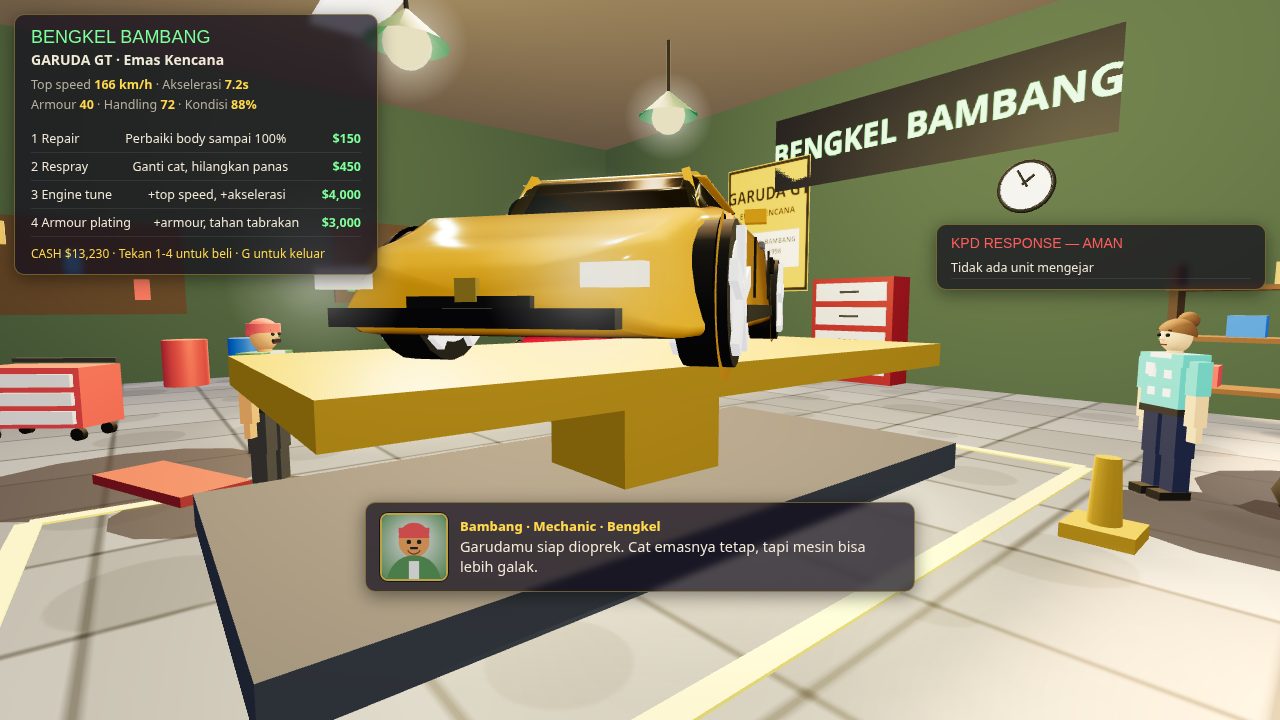 BENGKEL BAMBANG
GARUDA GT · Emas Kencana
Top speed 166 km/h · Akselerasi 7.2s
Armour 40 · Handling 72 · Kondisi 88%
1 Repair Perbaiki body sampai 100% $150
2 Respray Ganti cat, hilangkan panas $450
3 Engine tune +top speed, +akselerasi $4,000
4 Armour plating +armour, tahan tabrakan $3,000
CASH $13,230 · Tekan 1-4 untuk beli · G untuk keluar
BENGKEL BAMBANG
GARUDA GT
BAMBANG
KPD RESPONSE — AMAN
Tidak ada unit mengejar
Bambang · Mechanic · Bengkel
Garudamu siap dioprek. Cat emasnya tetap, tapi mesin bisa
lebih galak.